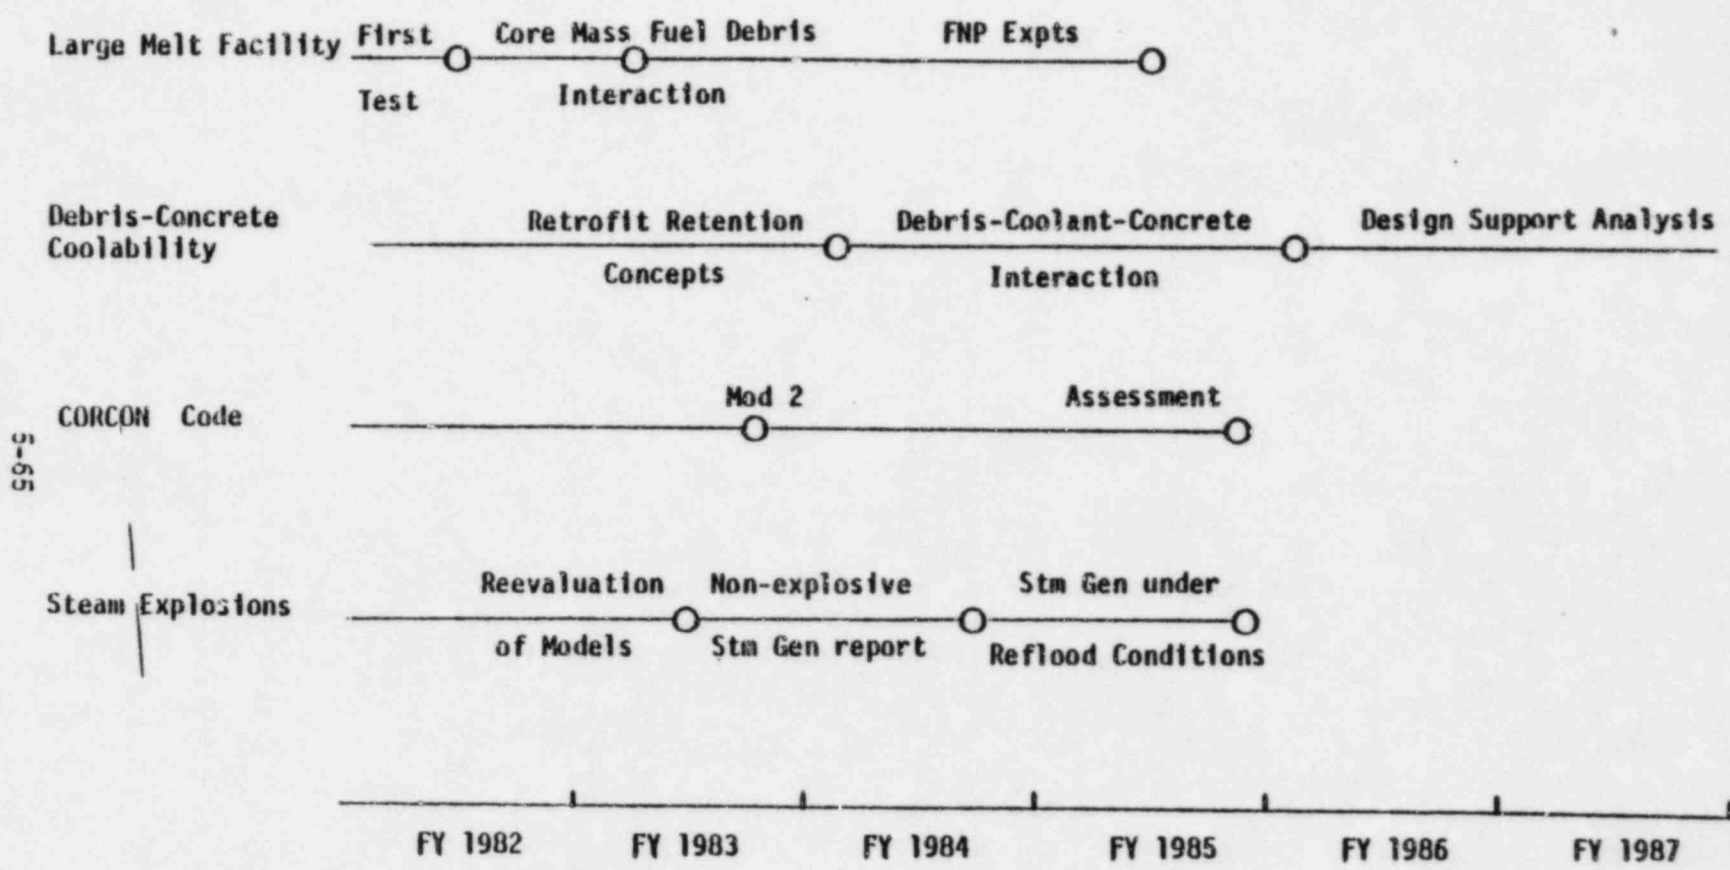 Large Melt Facility
First
Test
Core Mass Fuel Debris
Interaction
FNP Expts
Debris-Concrete
Coolability
Retrofit Retention
Concepts
Debris-Coolant-Concrete
Interaction
Design Support Analysis
CORCON Code
Mod 2
Assessment
5-65
Steam Explosions
Reevaluation
of Models
Non-explosive
Stm Gen report
Stm Gen under
Reflood Conditions
FY 1982
FY 1983
FY 1984
FY 1985
FY 1986
FY 1987